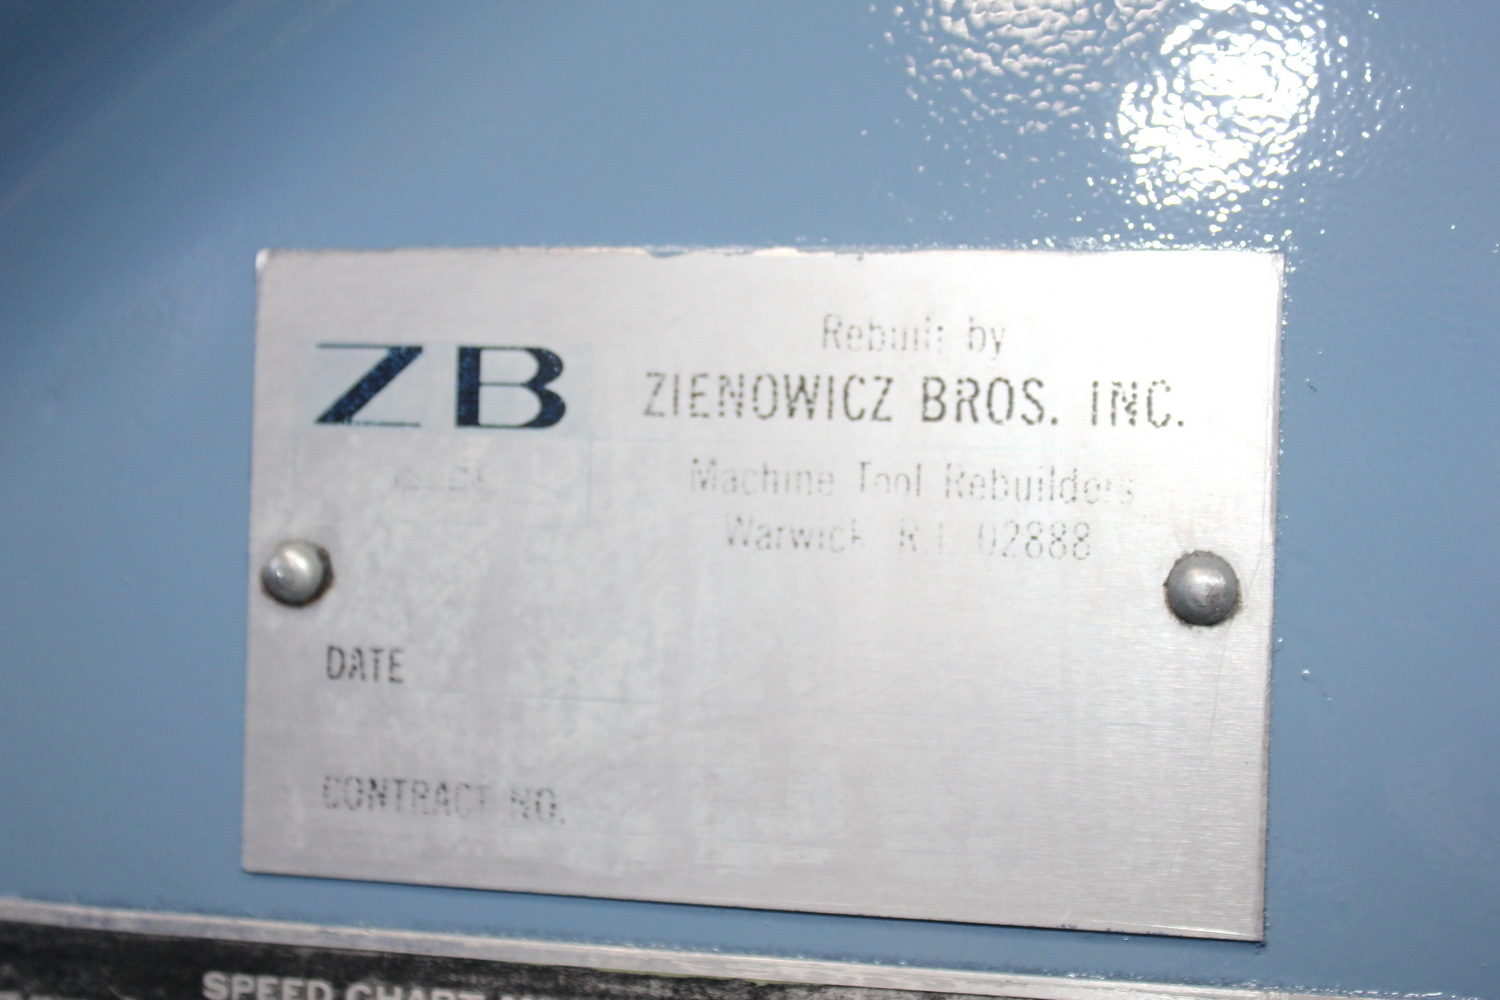 ZB
Rebuilt by
ZIENOWICZ BROS. INC.
Machine Tool Rebuilders
Warwick R.I. 02888
DATE
CONTRACT NO.
SPEED CHART